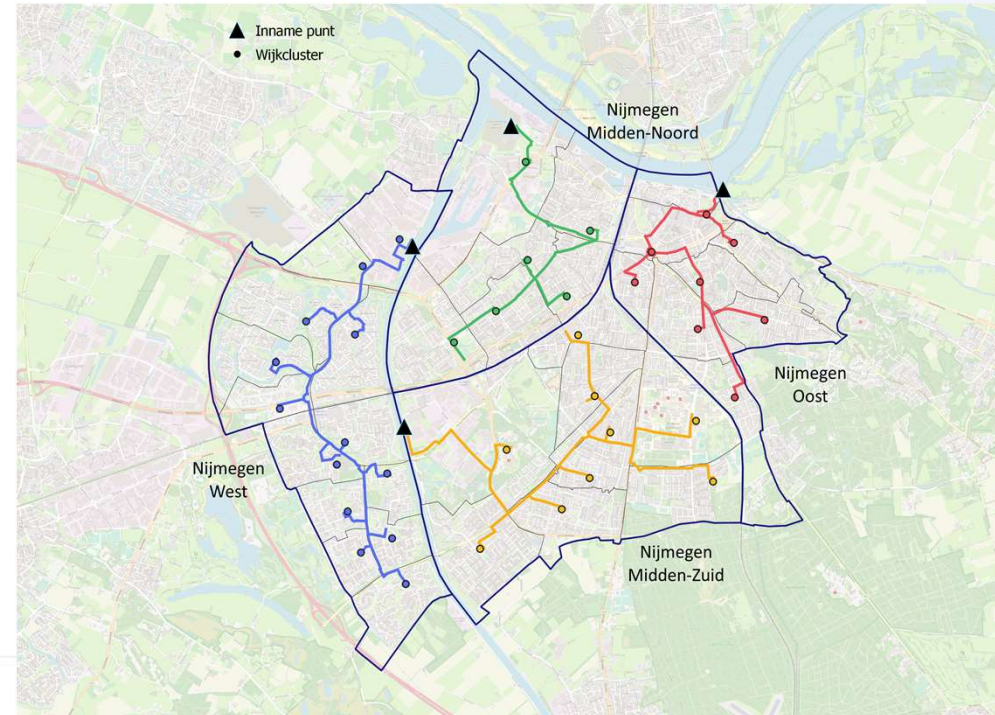 Inname punt
Wijkcluster
Nijmegen
Midden-Noord
Nijmegen
Oost
Nijmegen
West
Nijmegen
Midden-Zuid